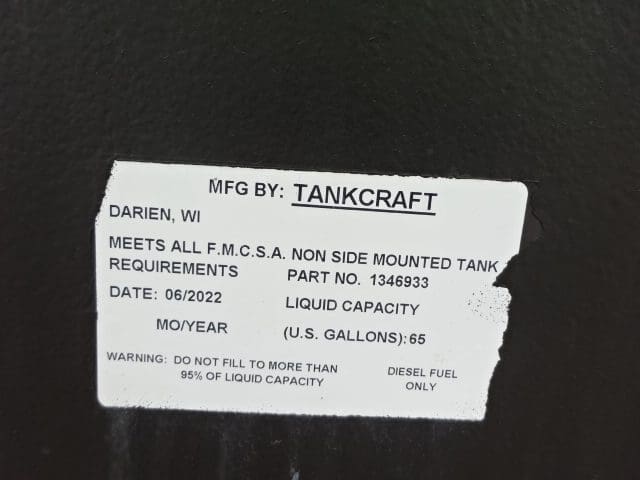 MFG BY: TANKCRAFT
DARIEN, WI
MEETS ALL F.M.C.S.A. NON SIDE MOUNTED TANK
REQUIREMENTS PART NO. 1346933
DATE: 06/2022 LIQUID CAPACITY
MO/YEAR (U.S. GALLONS): 65
WARNING: DO NOT FILL TO MORE THAN
95% OF LIQUID CAPACITY
DIESEL FUEL
ONLY